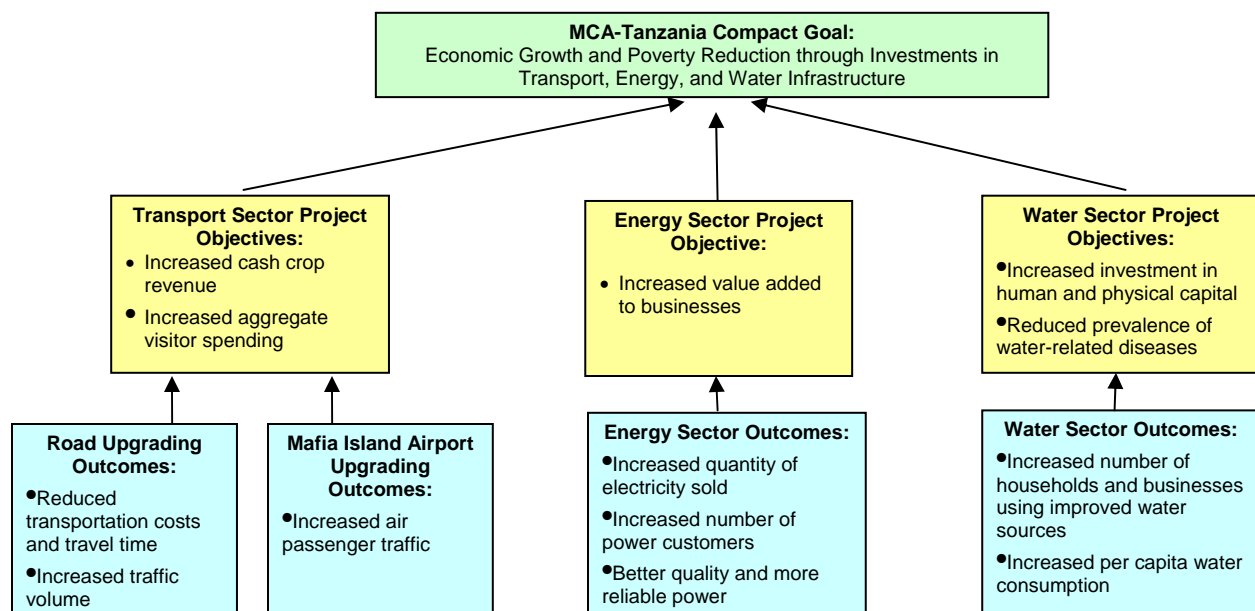 MCA-Tanzania Compact Goal:
Economic Growth and Poverty Reduction through Investments in
Transport, Energy, and Water Infrastructure
Transport Sector Project
Objectives:
• Increased cash crop
revenue
• Increased aggregate
visitor spending
Energy Sector Project
Objective:
• Increased value added
to businesses
Water Sector Project
Objectives:
•Increased investment in
human and physical capital
•Reduced prevalence of
water-related diseases
Road Upgrading
Outcomes:
•Reduced
transportation costs
and travel time
•Increased traffic
volume
Mafia Island Airport
Upgrading
Outcomes:
•Increased air
passenger traffic
Energy Sector Outcomes:
•Increased quantity of
electricity sold
•Increased number of
power customers
•Better quality and more
reliable power
Water Sector Outcomes:
•Increased number of
households and businesses
using improved water
sources
•Increased per capita water
consumption